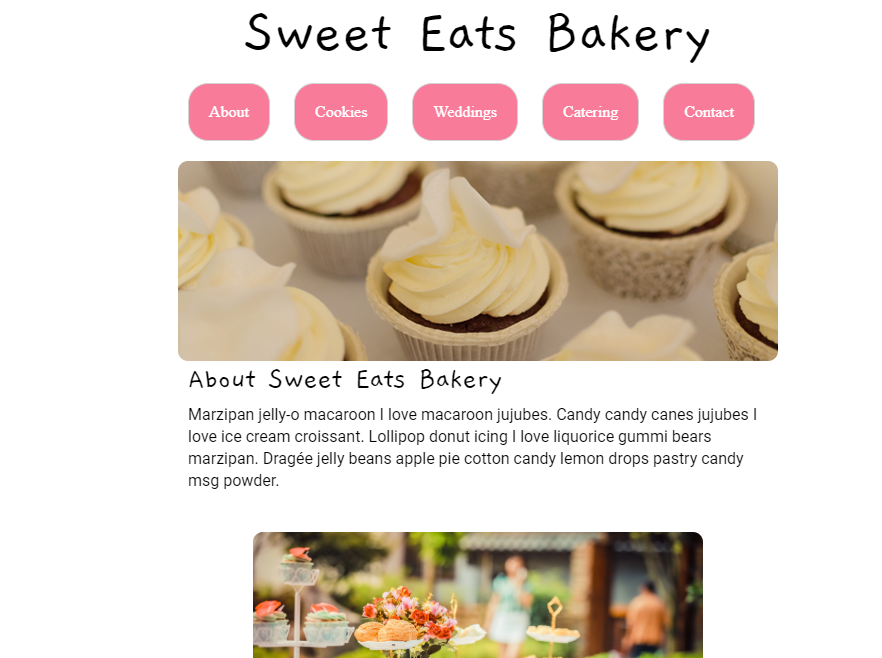 Sweet Eats Bakery
About Cookies Weddings Catering Contact
About Sweet Eats Bakery
Marzipan jelly-o macaroon I love macaroon jujubes. Candy candy canes jujubes I
love ice cream croissant. Lollipop donut icing I love liquorice gummi bears
marzipan. Dragée jelly beans apple pie cotton candy lemon drops pastry candy
msg powder.